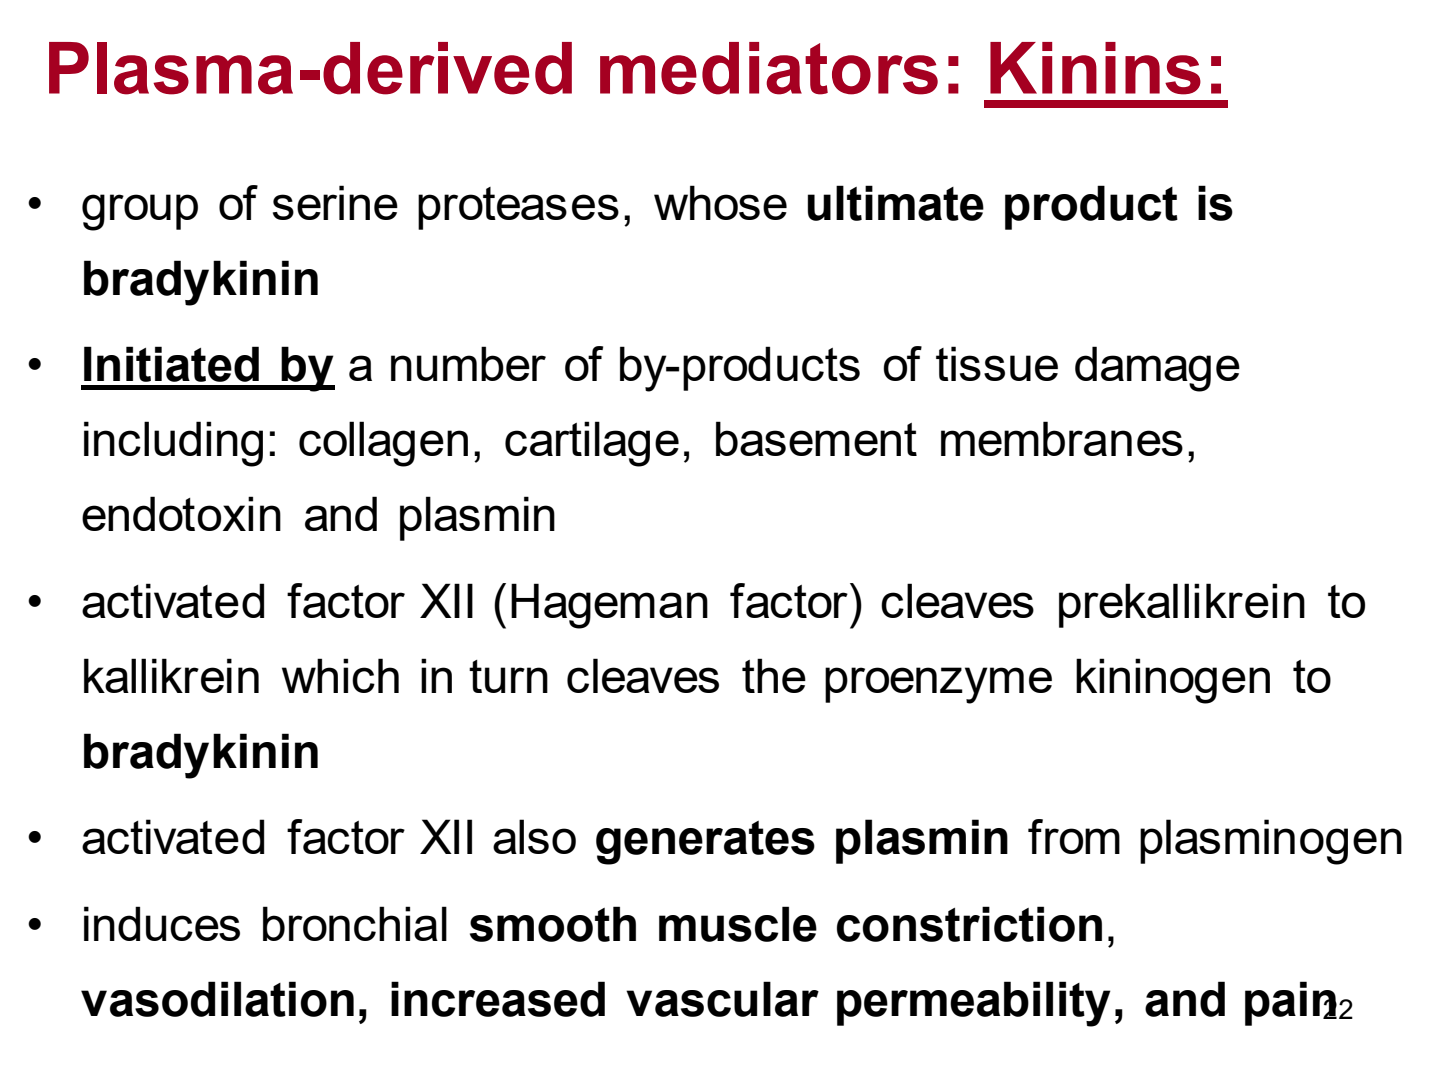 Plasma-derived mediators: Kinins:
• group of serine proteases, whose ultimate product is
bradykinin
• Initiated by a number of by-products of tissue damage
including: collagen, cartilage, basement membranes,
endotoxin and plasmin
• activated factor XII (Hageman factor) cleaves prekallikrein to
kallikrein which in turn cleaves the proenzyme kininogen to
bradykinin
• activated factor XII also generates plasmin from plasminogen
• induces bronchial smooth muscle constriction,
vasodilation, increased vascular permeability, and pain
22